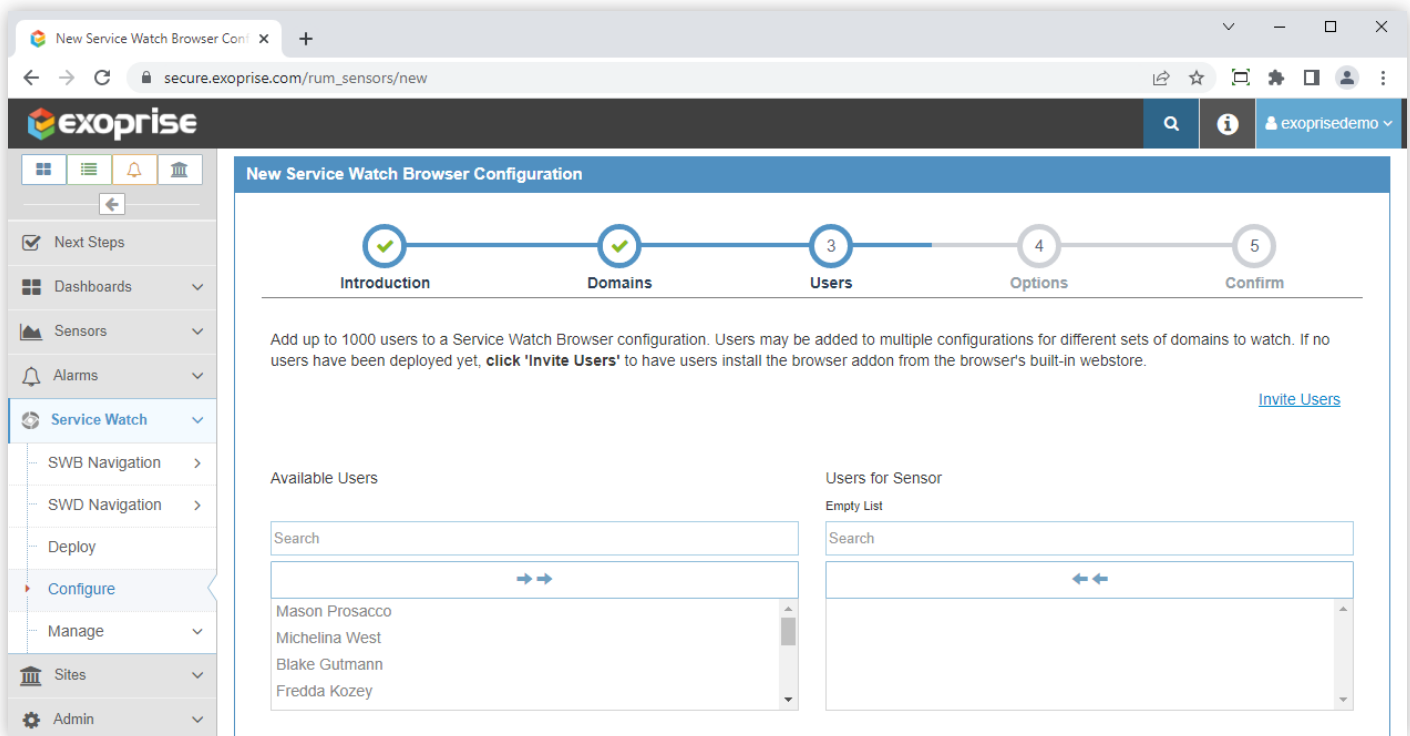 New Service Watch Browser Con
secure.exoprise.com/rum_sensors/new
exoprise
exoprisedemo
New Service Watch Browser Configuration
Next Steps
Dashboards
Sensors
Alarms
Service Watch
SWB Navigation
SWD Navigation
Deploy
Configure
Manage
Sites
Admin
3
4
5
Introduction
Domains
Users
Options
Confirm
Add up to 1000 users to a Service Watch Browser configuration. Users may be added to multiple configurations for different sets of domains to watch. If no
users have been deployed yet, click 'Invite Users' to have users install the browser addon from the browser's built-in webstore.
Invite Users
Available Users
Search
Mason Prosacco
Michelina West
Blake Gutmann
Fredda Kozey
Users for Sensor
Empty List
Search